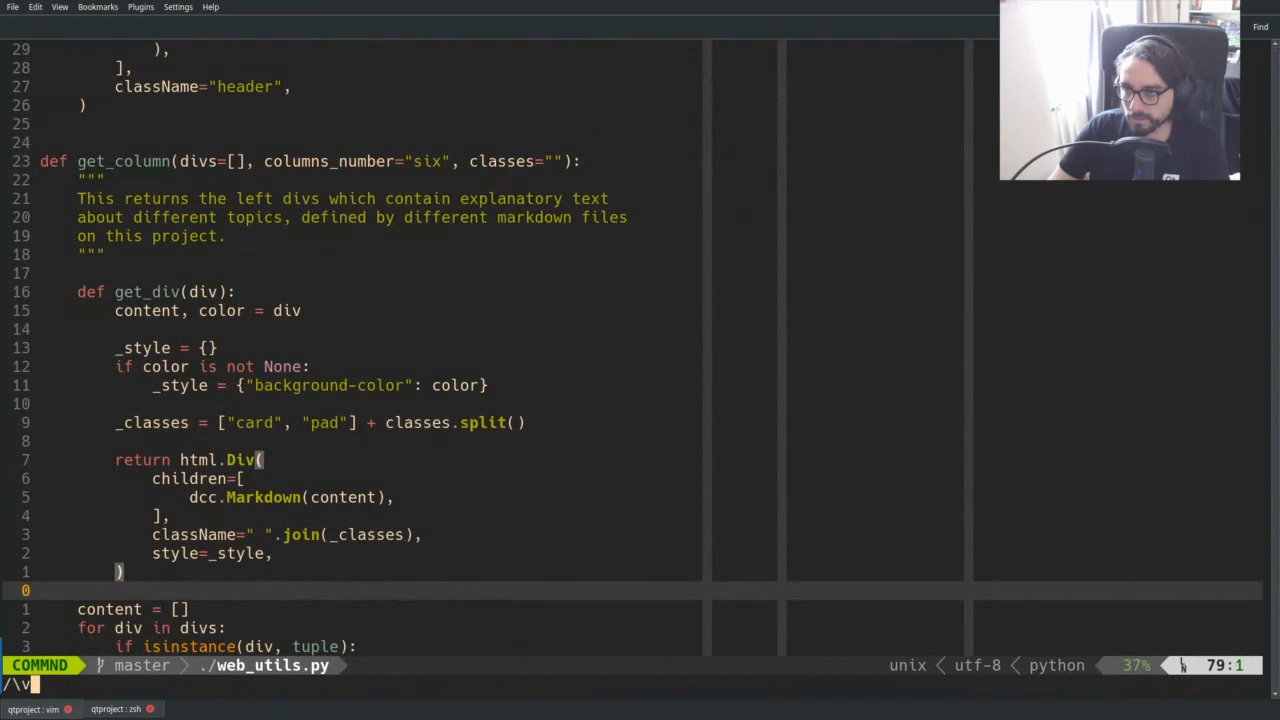 File Edit View Bookmarks Plugins Settings Help
Find
29             ),
28         ],
27         className="header",
26     )
25
24
23 def get_column(divs=[], columns_number="six", classes=""):
22     """
21     This returns the left divs which contain explanatory text
20     about different topics, defined by different markdown files
19     on this project.
18     """
17
16     def get_div(div):
15         content, color = div
14
13         _style = {}
12         if color is not None:
11             _style = {"background-color": color}
10
9         _classes = ["card", "pad"] + classes.split()
8
7         return html.Div(
6             children=[
5                 dcc.Markdown(content),
4             ],
3             className=" ".join(_classes),
2             style=_style,
1         )
0
1     content = []
2     for div in divs:
3         if isinstance(div, tuple):
COMMND master ./web_utils.py unix utf-8 python 37% LN 79:1
/\v
qtproject : vim qtproject : zsh